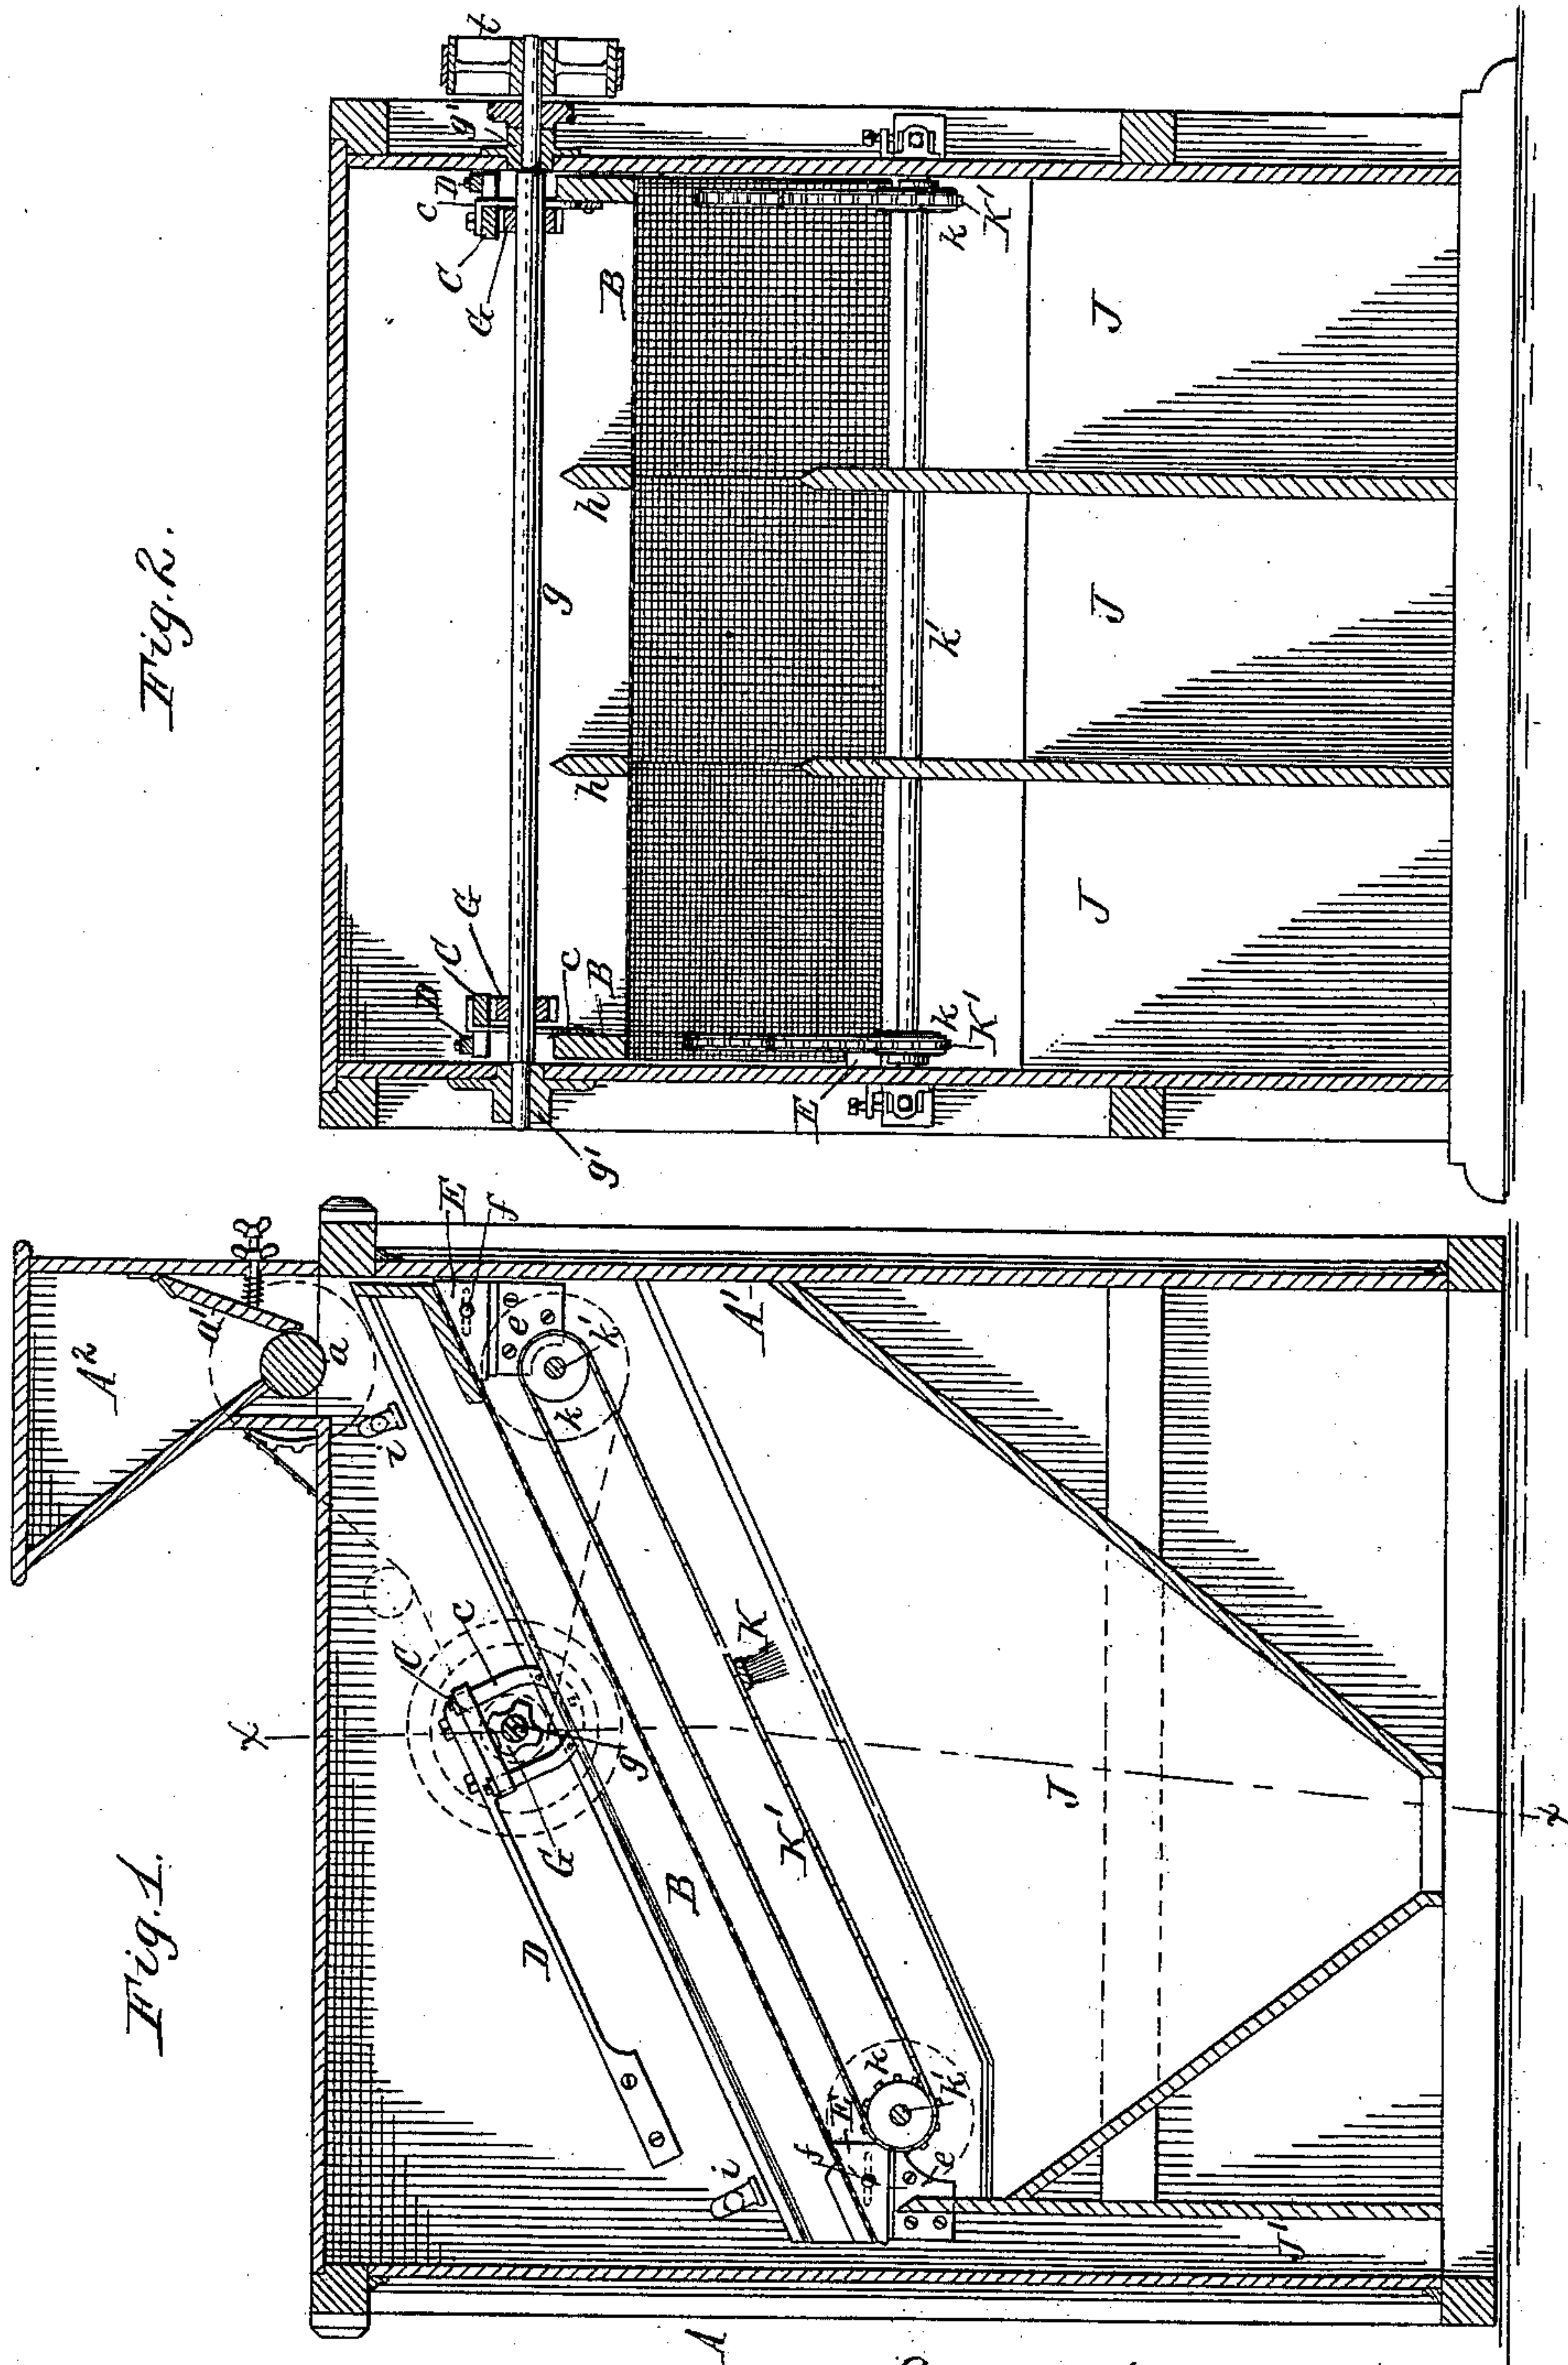 Fig. 1.
A²
a'
a
i
E
f
e
k'
k
A'
x
C
c
g
G
K
D
B
K'
J
i
f
E
k
k'
e
J'
x
A
Fig. 2.
t
g'
D
c
C
G
B
k
K'
h
g
k'
J
h
J
D
C
G
c
B
k
K'
J
E
g'